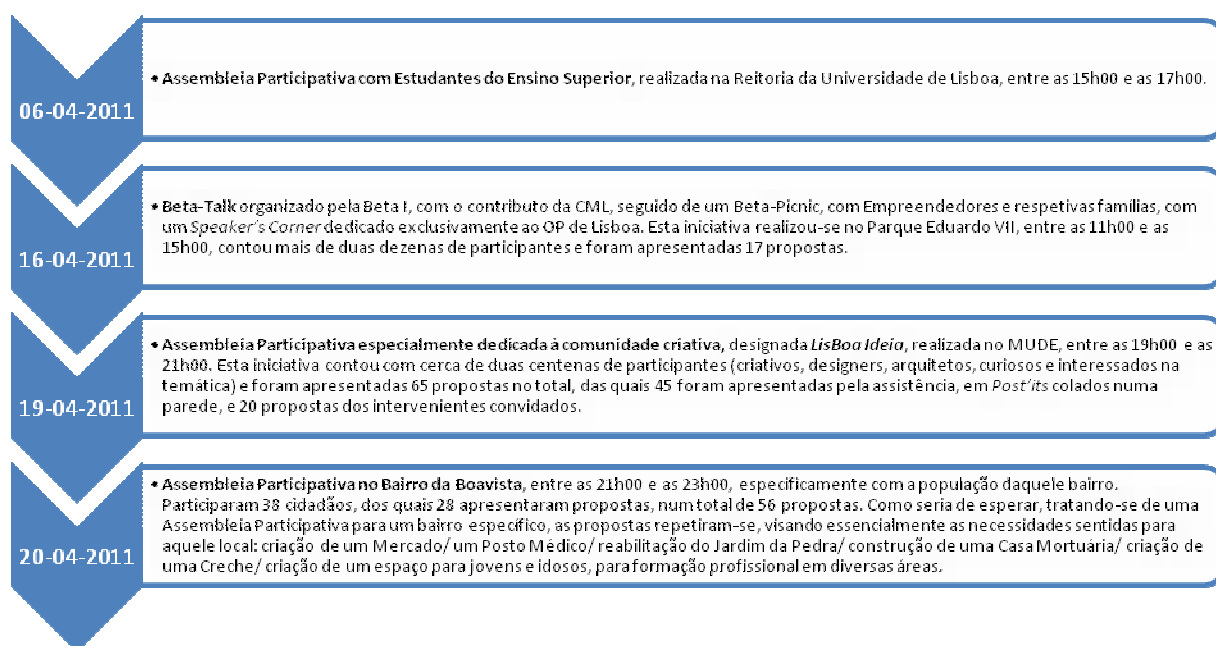 06-04-2011
• Assembleia Participativa com Estudantes do Ensino Superior, realizada na Reitoria da Universidade de Lisboa, entre as 15h00 e as 17h00.
16-04-2011
• Beta-Talk organizado pela Beta I, com o contributo da CML, seguido de um Beta-Picnic, com Empreendedores e respetivas famílias, com
um Speaker's Corner dedicado exclusivamente ao OP de Lisboa. Esta iniciativa realizou-se no Parque Eduardo VII, entre as 11h00 e as
15h00, contou mais de duas dezenas de participantes e foram apresentadas 17 propostas.
19-04-2011
• Assembleia Participativa especialmente dedicada à comunidade criativa, designada LisBoa Ideia, realizada no MUDE, entre as 19h00 e as
21h00. Esta iniciativa contou com cerca de duas centenas de participantes (criativos, designers, arquitetos, curiosos e interessados na
temática) e foram apresentadas 65 propostas no total, das quais 45 foram apresentadas pela assistência, em Post'its colados numa
parede, e 20 propostas dos intervenientes convidados.
20-04-2011
• Assembleia Participativa no Bairro da Boavista, entre as 21h00 e as 23h00, especificamente com a população daquele bairro.
Participaram 38 cidadãos, dos quais 28 apresentaram propostas, num total de 56 propostas. Como seria de esperar, tratando-se de uma
Assembleia Participativa para um bairro específico, as propostas repetiram-se, visando essencialmente as necessidades sentidas para
aquele local: criação de um Mercado/ um Posto Médico/ reabilitação do Jardim da Pedra/ construção de uma Casa Mortuária/ criação de
uma Creche/ criação de um espaço para jovens e idosos, para formação profissional em diversas áreas.